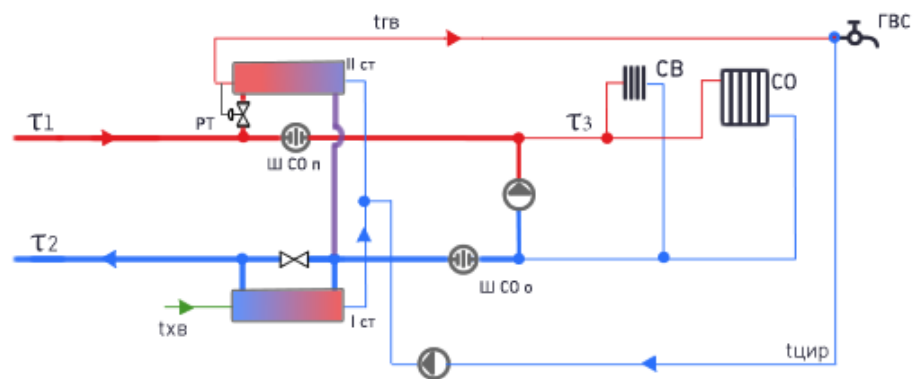 tгв
ГВС
II ст
СВ
СО
τ1
РТ
τ3
Ш СО п
τ2
Ш СО о
I ст
tхв
tцир